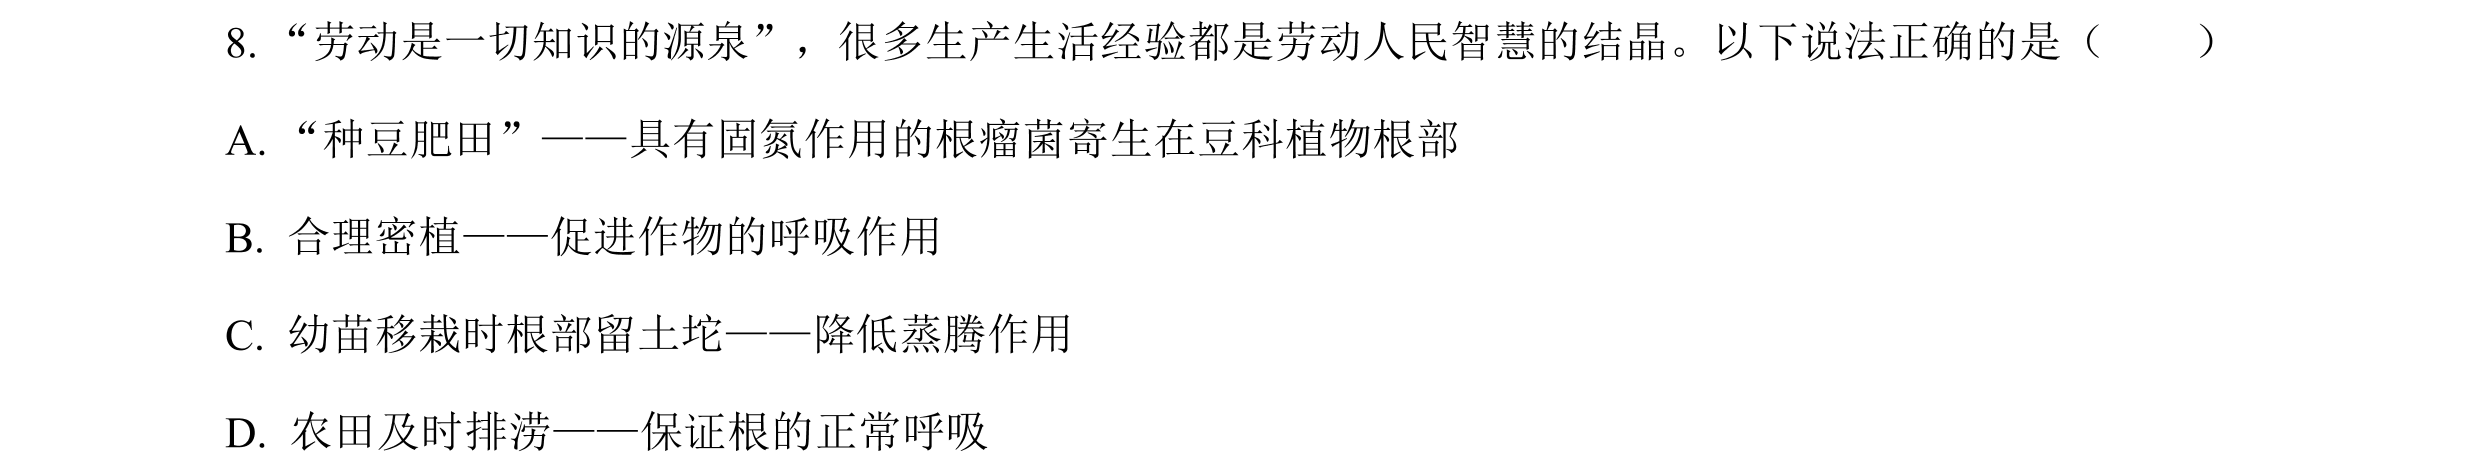 8. “劳动是一切知识的源泉”，很多生产生活经验都是劳动人民智慧的结晶。以下说法正确的是（　　）
A. “种豆肥田”——具有固氮作用的根瘤菌寄生在豆科植物根部
B. 合理密植——促进作物的呼吸作用
C. 幼苗移栽时根部留土坨——降低蒸腾作用
D. 农田及时排涝——保证根的正常呼吸